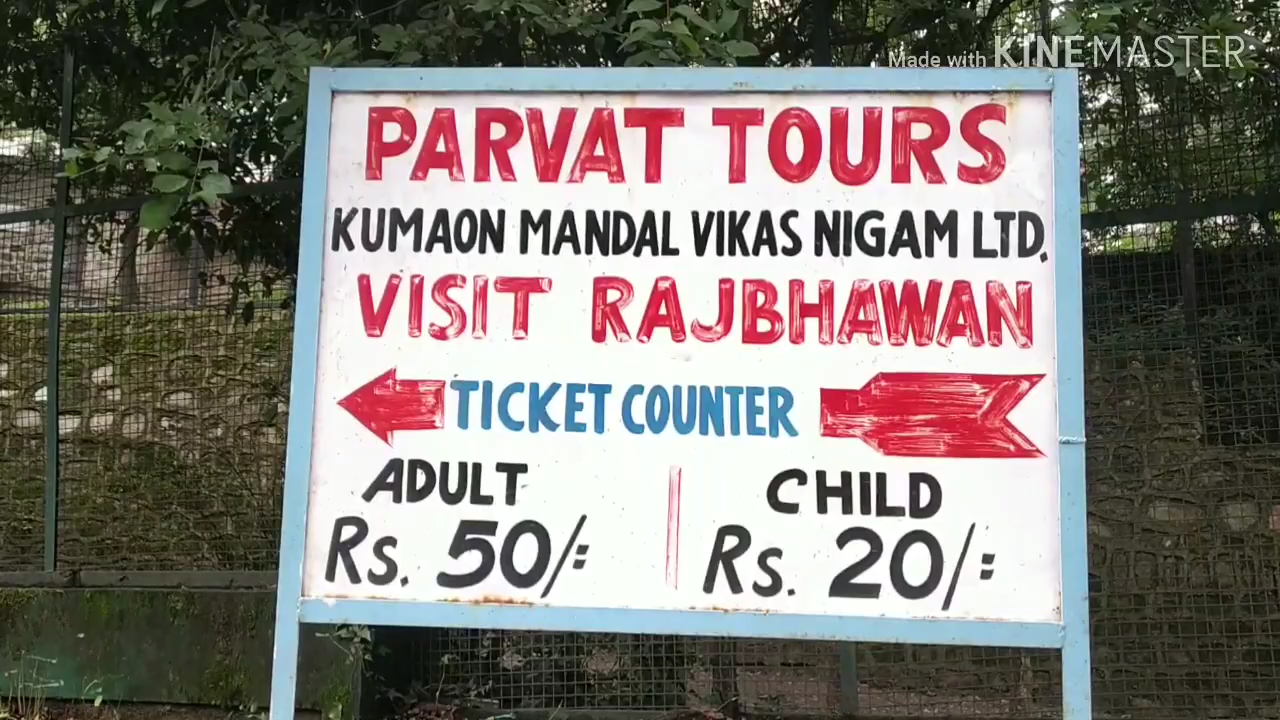 Made with KINEMASTER
PARVAT TOURS
KUMAON MANDAL VIKAS NIGAM LTD.
VISIT RAJBHAWAN
TICKET COUNTER
ADULT | CHILD
Rs. 50/= Rs. 20/=